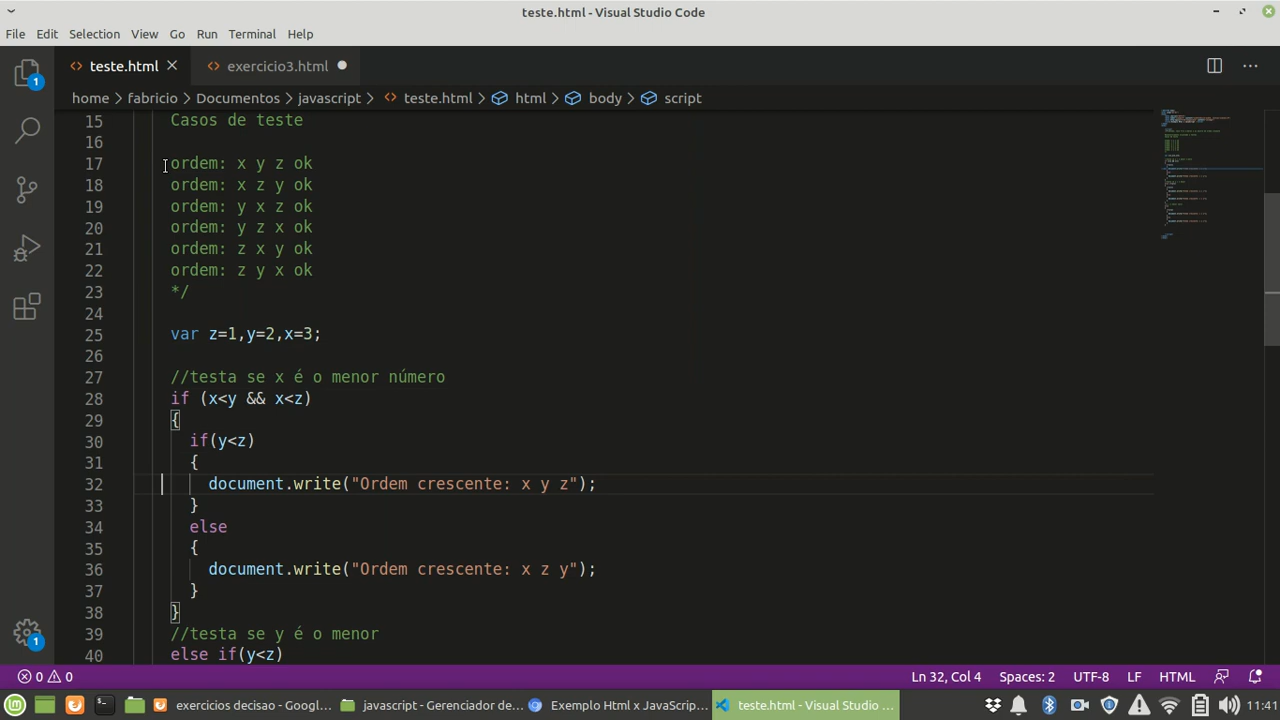 teste.html - Visual Studio Code
File Edit Selection View Go Run Terminal Help
teste.html exercicio3.html
home > fabricio > Documentos > javascript > teste.html > html > body > script
15 Casos de teste
16
17 ordem: x y z ok
18 ordem: x z y ok
19 ordem: y x z ok
20 ordem: y z x ok
21 ordem: z x y ok
22 ordem: z y x ok
23 */
24
25 var z=1,y=2,x=3;
26
27 //testa se x é o menor número
28 if (x<y && x<z)
29 {
30 if(y<z)
31 {
32 document.write("Ordem crescente: x y z");
33 }
34 else
35 {
36 document.write("Ordem crescente: x z y");
37 }
38 }
39 //testa se y é o menor
40 else if(y<z)
1
1
0 0 Ln 32, Col 4 Spaces: 2 UTF-8 LF HTML
exercicios decisao - Googl... javascript - Gerenciador de... Exemplo Html x JavaScript... teste.html - Visual Studio ... 11:41